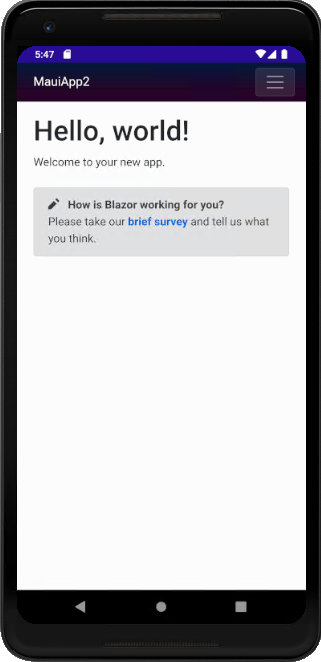 5:47
MauiApp2
Hello, world!
Welcome to your new app.
How is Blazor working for you?
Please take our brief survey and tell us what
you think.